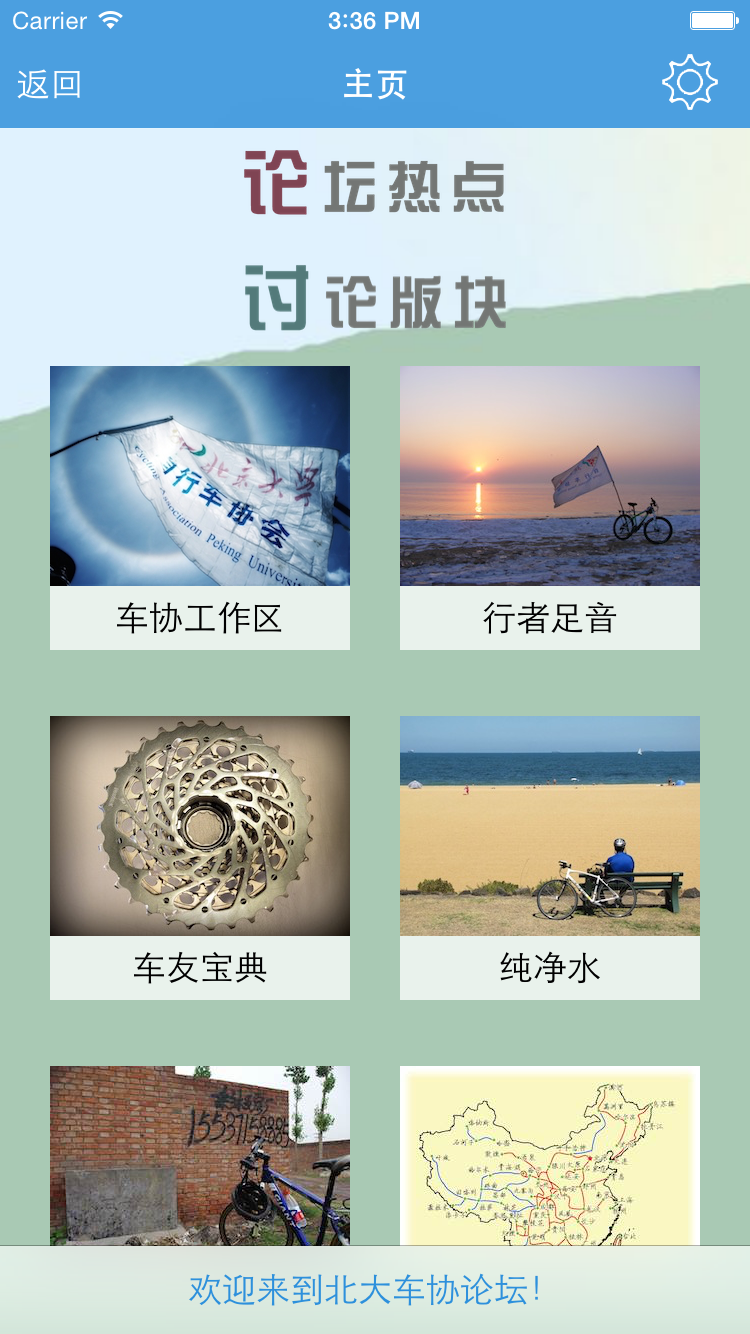 Carrier 3:36 PM
返回 主页
论坛热点
讨论版块
北京大学
自行车协会
Cycling Association Peking University
车协工作区
行者足音
车友宝典
纯净水
15537158885
欢迎来到北大车协论坛！